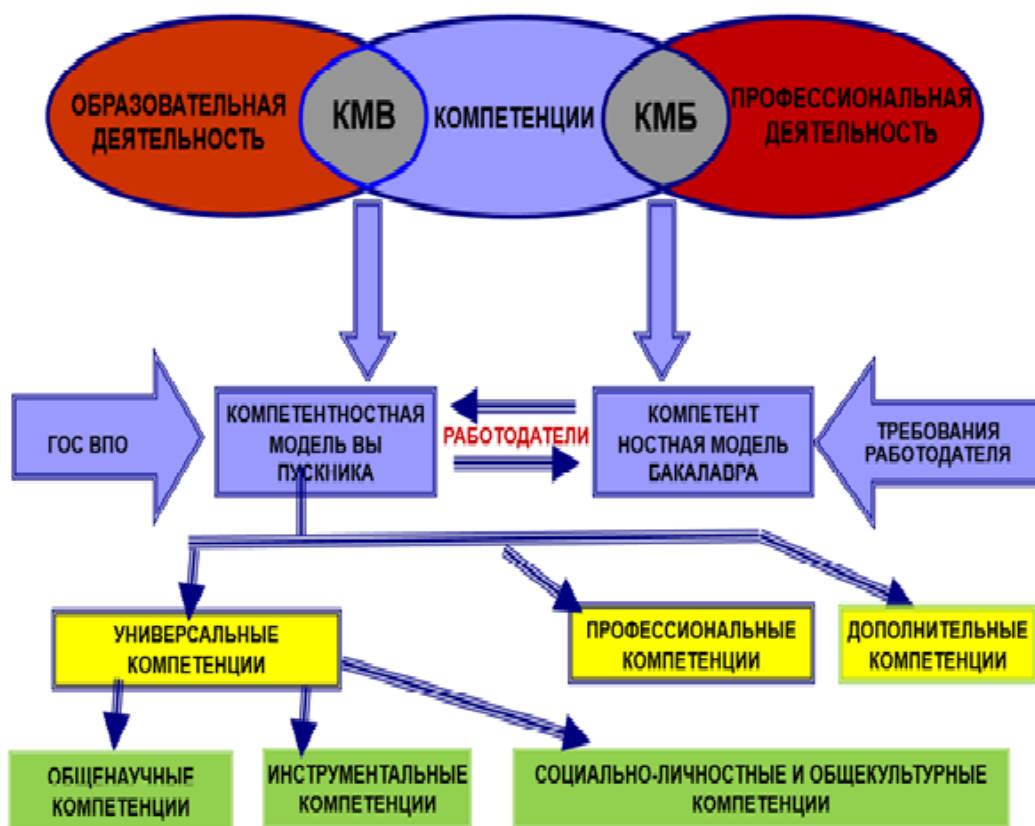 ОБРАЗОВАТЕЛЬНАЯ
ДЕЯТЕЛЬНОСТЬ
КМВ
КОМПЕТЕНЦИИ
КМБ
ПРОФЕССИОНАЛЬНАЯ
ДЕЯТЕЛЬНОСТЬ
ГОС ВПО
КОМПЕТЕНТНОСТНАЯ
МОДЕЛЬ ВЫ
ПУСКНИКА
РАБОТОДАТЕЛИ
КОМПЕТЕНТ
НОСТНАЯ МОДЕЛЬ
БАКАЛАВРА
ТРЕБОВАНИЯ
РАБОТОДАТЕЛЯ
УНИВЕРСАЛЬНЫЕ
КОМПЕТЕНЦИИ
ПРОФЕССИОНАЛЬНЫЕ
КОМПЕТЕНЦИИ
ДОПОЛНИТЕЛЬНЫЕ
КОМПЕТЕНЦИИ
ОБЩЕНАУЧНЫЕ
КОМПЕТЕНЦИИ
ИНСТРУМЕНТАЛЬНЫЕ
КОМПЕТЕНЦИИ
СОЦИАЛЬНО-ЛИЧНОСТНЫЕ И ОБЩЕКУЛЬТУРНЫЕ
КОМПЕТЕНЦИИ